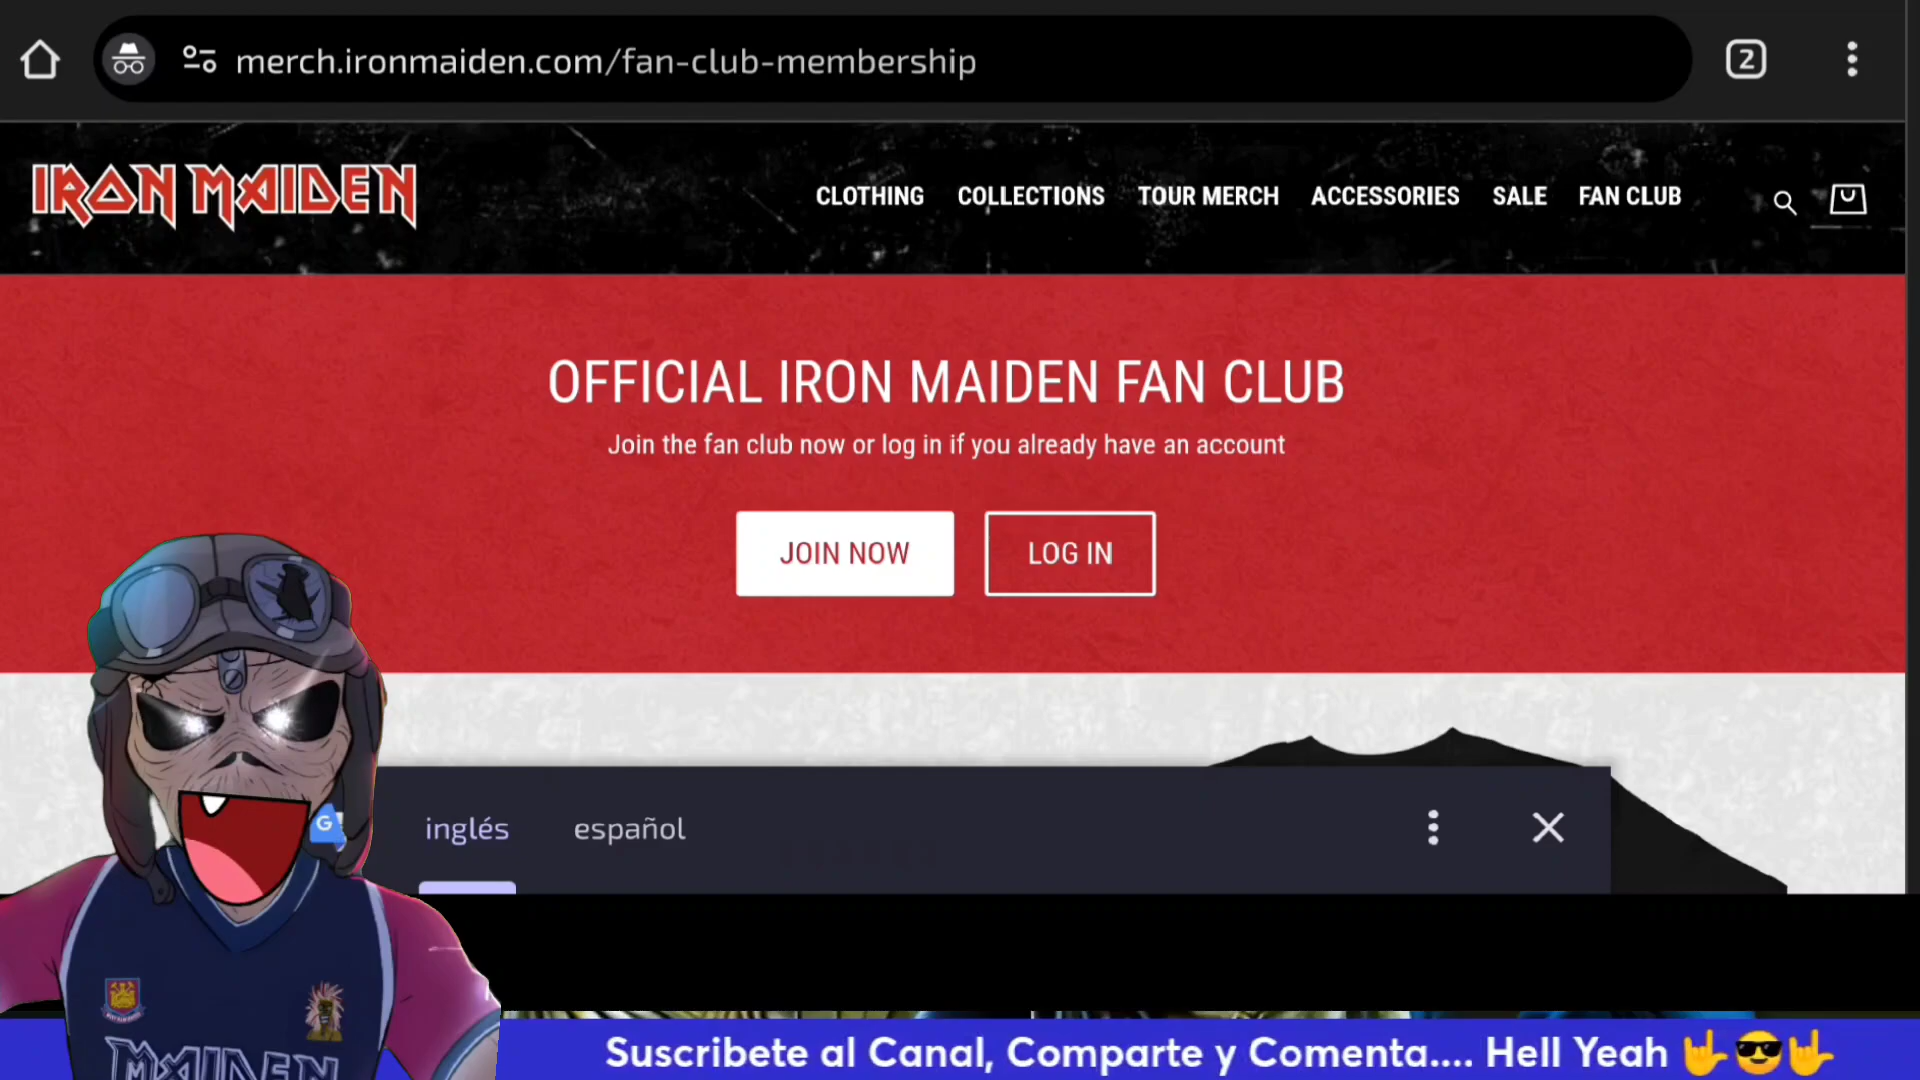 2
merch.ironmaiden.com/fan-club-membership
IRON MAIDEN
CLOTHING COLLECTIONS TOUR MERCH ACCESSORIES SALE FAN CLUB
OFFICIAL IRON MAIDEN FAN CLUB
Join the fan club now or log in if you already have an account
JOIN NOW LOG IN
G
inglés español
MAIDEN
Suscribete al Canal, Comparte y Comenta.... Hell Yeah 🤟😎🤟